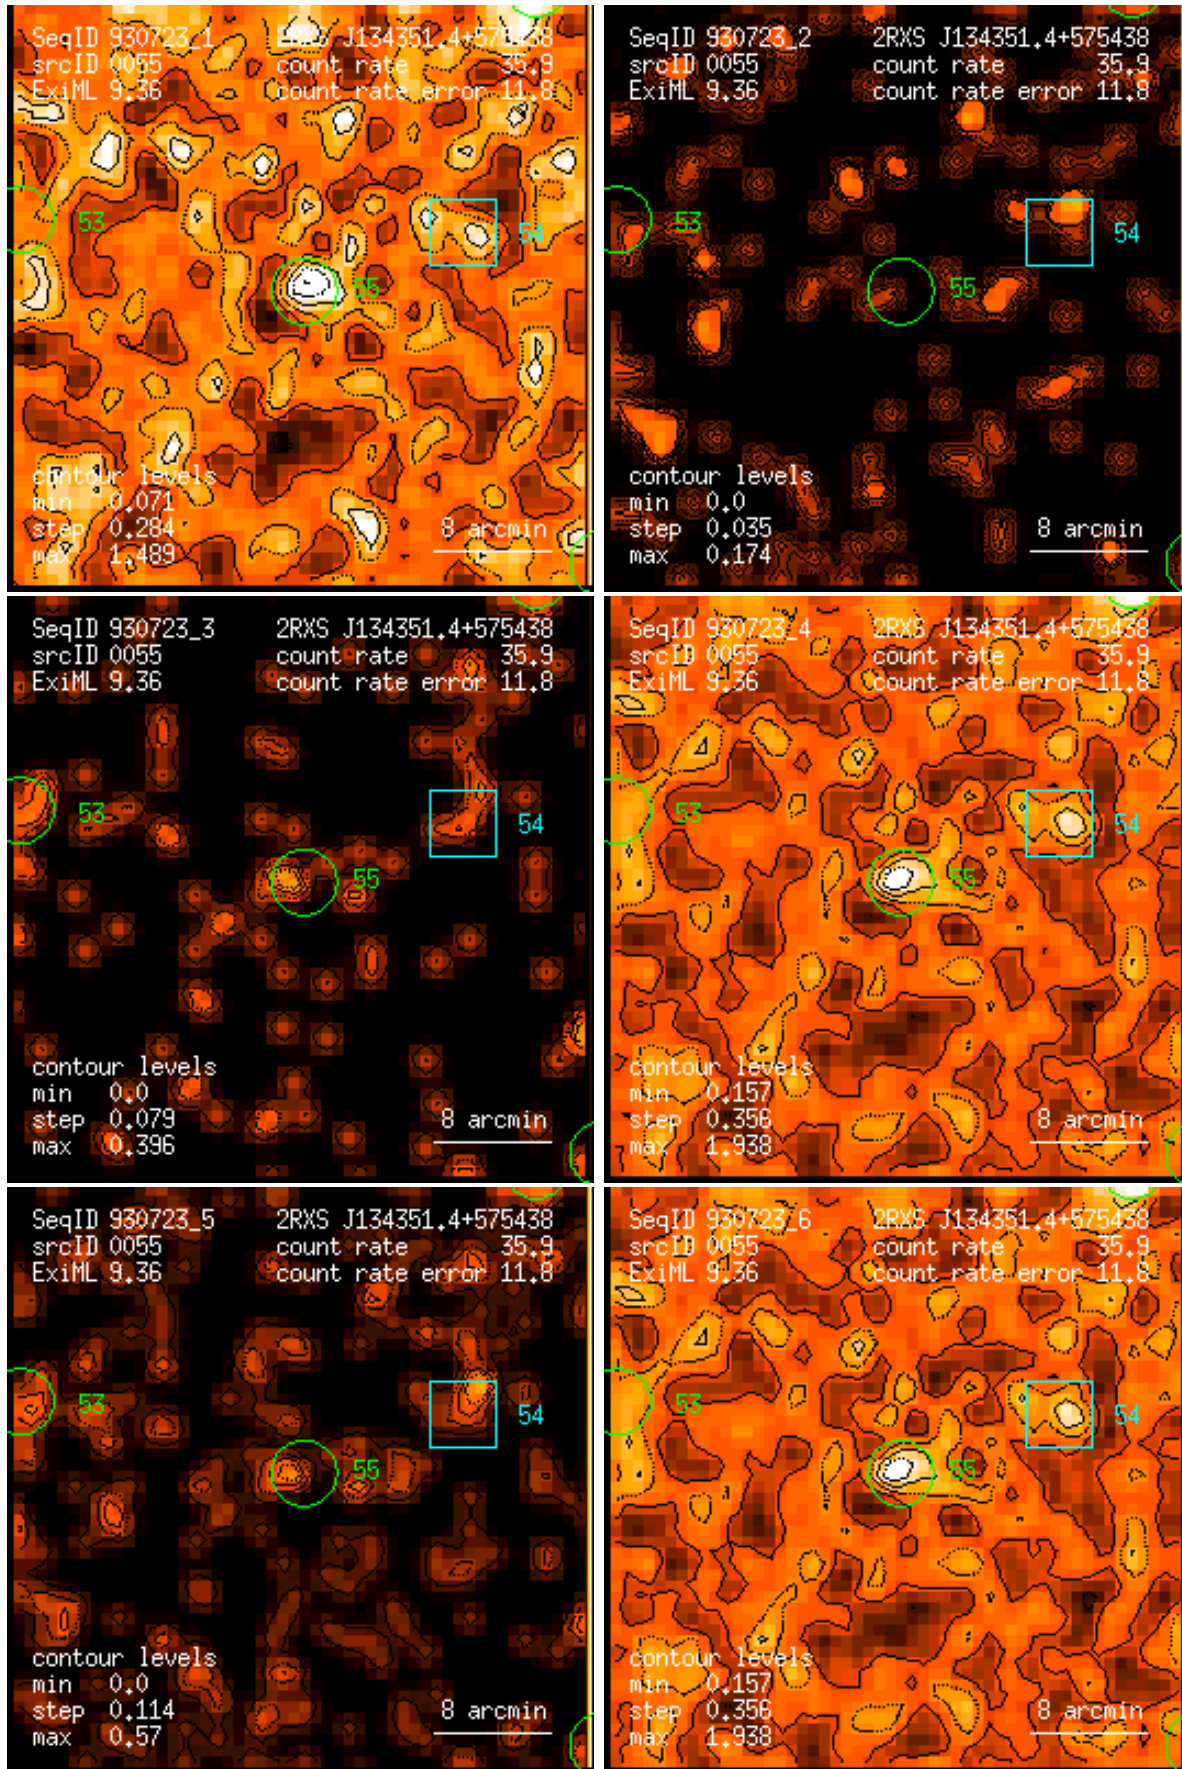 SeqID 930723_1 2RXS J134351.4+575438
srcID 0055 count rate 35.9
ExiML 9.36 count rate error 11.8
53
54
55
contour levels
min 0.071
step 0.284
max 1.489
8 arcmin
SeqID 930723_2 2RXS J134351.4+575438
srcID 0055 count rate 35.9
ExiML 9.36 count rate error 11.8
53
54
55
contour levels
min 0.0
step 0.035
max 0.174
8 arcmin
SeqID 930723_3 2RXS J134351.4+575438
srcID 0055 count rate 35.9
ExiML 9.36 count rate error 11.8
53
54
55
contour levels
min 0.0
step 0.079
max 0.396
8 arcmin
SeqID 930723_4 2RXS J134351.4+575438
srcID 0055 count rate 35.9
ExiML 9.36 count rate error 11.8
53
54
55
contour levels
min 0.157
step 0.356
max 1.938
8 arcmin
SeqID 930723_5 2RXS J134351.4+575438
srcID 0055 count rate 35.9
ExiML 9.36 count rate error 11.8
53
54
55
contour levels
min 0.0
step 0.114
max 0.57
8 arcmin
SeqID 930723_6 2RXS J134351.4+575438
srcID 0055 count rate 35.9
ExiML 9.36 count rate error 11.8
53
54
55
contour levels
min 0.157
step 0.356
max 1.938
8 arcmin